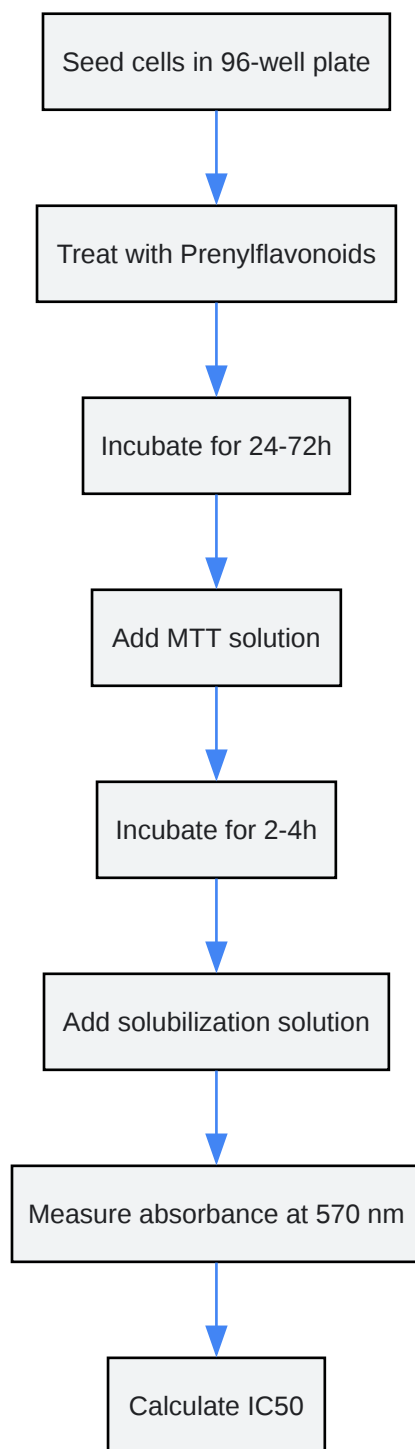 Seed cells in 96-well plate
Treat with Prenylflavonoids
Incubate for 24-72h
Add MTT solution
Incubate for 2-4h
Add solubilization solution
Measure absorbance at 570 nm
Calculate IC50